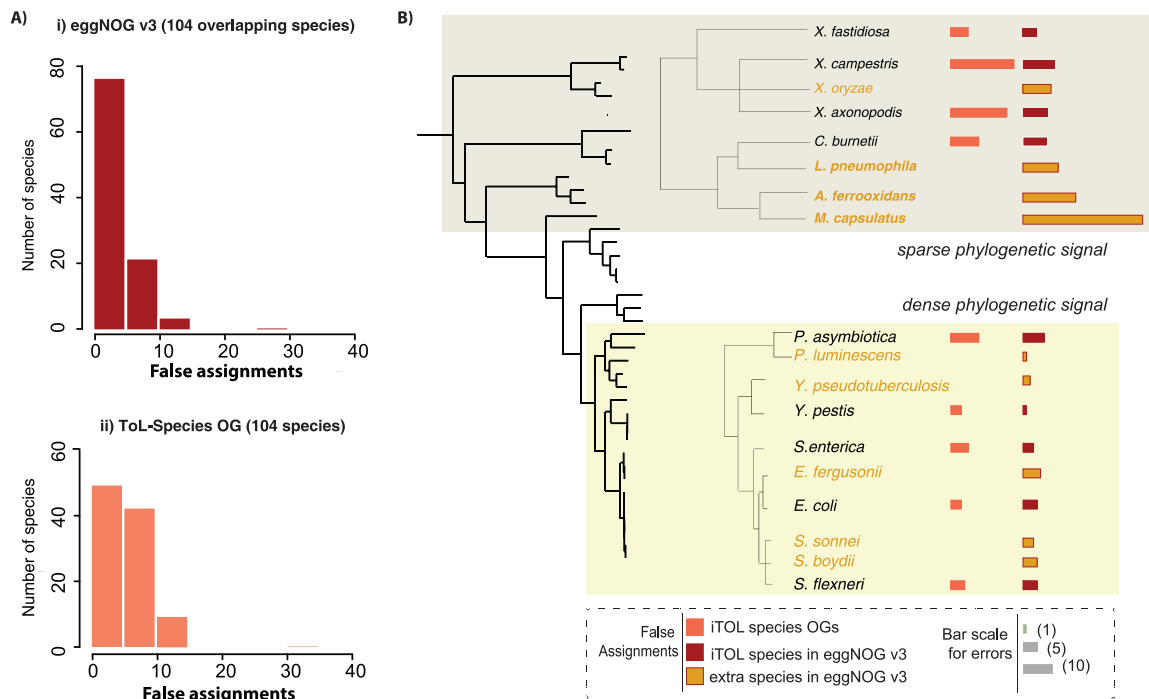 A)
i) eggNOG v3 (104 overlapping species)
Number of species
80
60
40
20
0
0 10 20 30 40
False assignments
ii) ToL-Species OG (104 species)
Number of species
60
40
20
0
0 10 20 30 40
False assignments
B)
X. fastidiosa
X. campestris
X. oryzae
X. axonopodis
C. burnetii
L. pneumophila
A. ferrooxidans
M. capsulatus
sparse phylogenetic signal
dense phylogenetic signal
P. asymbiotica
P. luminescens
Y. pseudotuberculosis
Y. pestis
S.enterica
E. fergusonii
E. coli
S. sonnei
S. boydii
S. flexneri
False
Assignments
iTOL species OGs
iTOL species in eggNOG v3
extra species in eggNOG v3
Bar scale
for errors
(1)
(5)
(10)